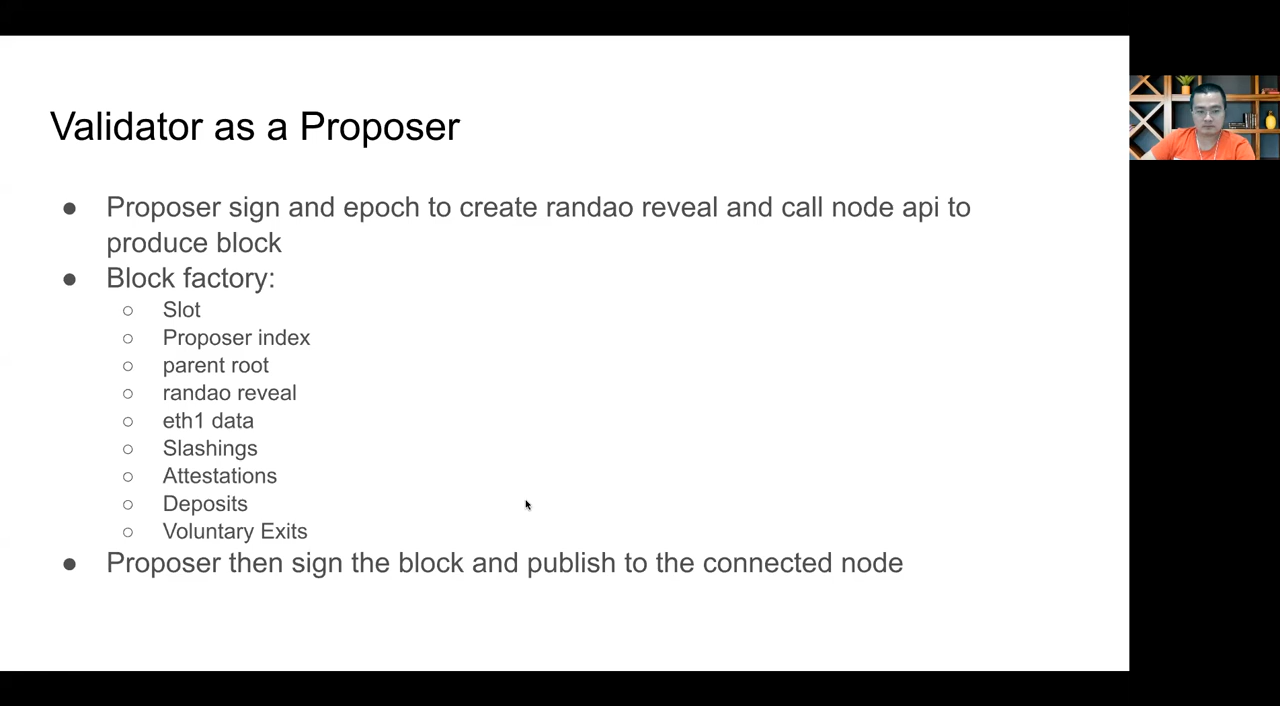 Validator as a Proposer
● Proposer sign and epoch to create randao reveal and call node api to
produce block
● Block factory:
○ Slot
○ Proposer index
○ parent root
○ randao reveal
○ eth1 data
○ Slashings
○ Attestations
○ Deposits
○ Voluntary Exits
● Proposer then sign the block and publish to the connected node